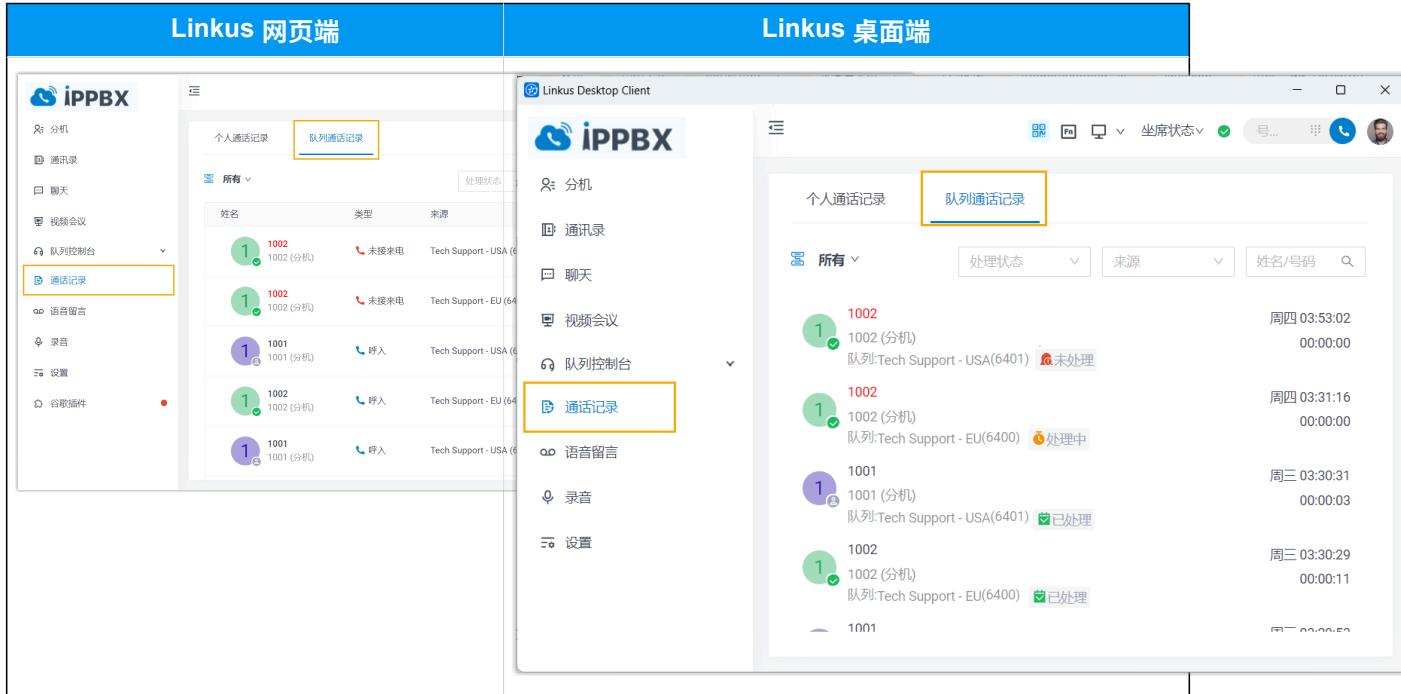 Linkus 网页端
Linkus 桌面端
iPPBX
分机
通讯录
聊天
视频会议
队列控制台
通话记录
语音留言
录音
设置
谷歌插件
个人通话记录
队列通话记录
所有
处理状态
姓名
类型
来源
1002
1002 (分机)
未接来电
Tech Support - USA (6
1002
1002 (分机)
未接来电
Tech Support - EU (64
1001
1001 (分机)
呼入
Tech Support - USA (6
1002
1002 (分机)
呼入
Tech Support - EU (64
1001
1001 (分机)
呼入
Tech Support - USA (6
Linkus Desktop Client
iPPBX
Fn
坐席状态
号...
分机
通讯录
聊天
视频会议
队列控制台
通话记录
语音留言
录音
设置
个人通话记录
队列通话记录
所有
处理状态
来源
姓名/号码
1
1002
周四 03:53:02
1002 (分机)
00:00:00
队列:Tech Support - USA(6401) 未处理
1
1002
周四 03:31:16
1002 (分机)
00:00:00
队列:Tech Support - EU(6400) 处理中
1
1001
周三 03:30:31
1001 (分机)
00:00:03
队列:Tech Support - USA(6401) 已处理
1
1002
周三 03:30:29
1002 (分机)
00:00:11
队列:Tech Support - EU(6400) 已处理
1001